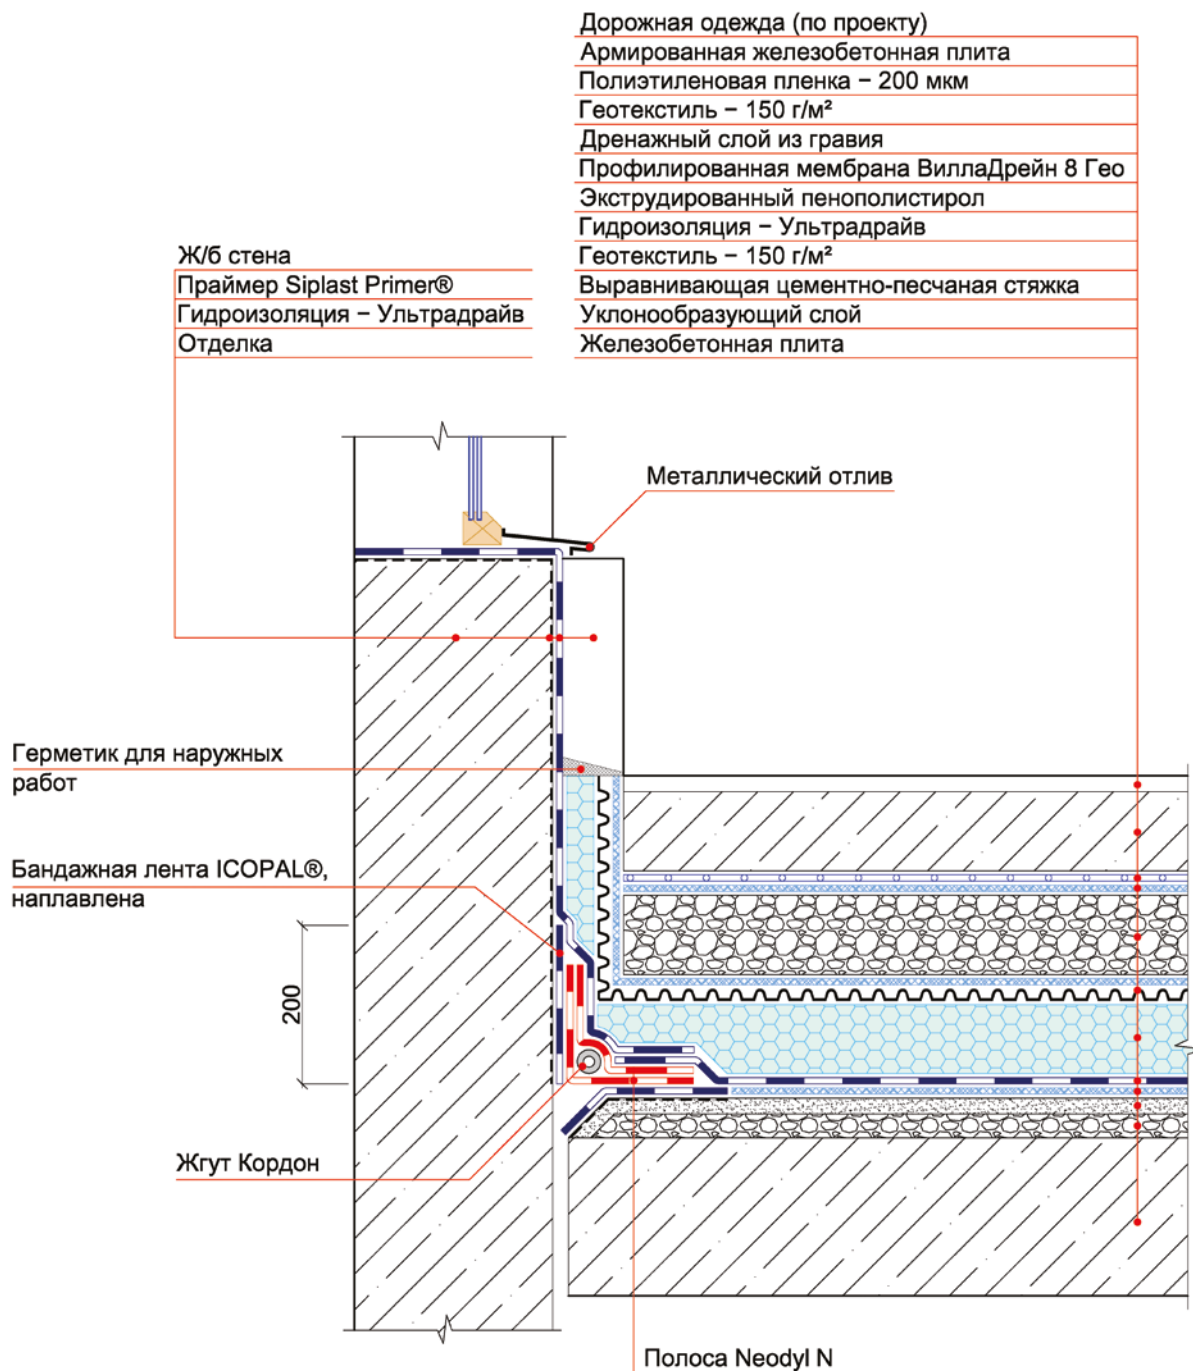 Дорожная одежда (по проекту)
Армированная железобетонная плита
Полиэтиленовая пленка – 200 мкм
Геотекстиль – 150 г/м²
Дренажный слой из гравия
Профилированная мембрана ВиллаДрейн 8 Гео
Экструдированный пенополистирол
Гидроизоляция – Ультрадрайв
Геотекстиль – 150 г/м²
Выравнивающая цементно-песчаная стяжка
Уклонообразующий слой
Железобетонная плита
Ж/б стена
Праймер Siplast Primer®
Гидроизоляция – Ультрадрайв
Отделка
Металлический отлив
Герметик для наружных
работ
Бандажная лента ICOPAL®,
наплавлена
200
Жгут Кордон
Полоса Neodyl N